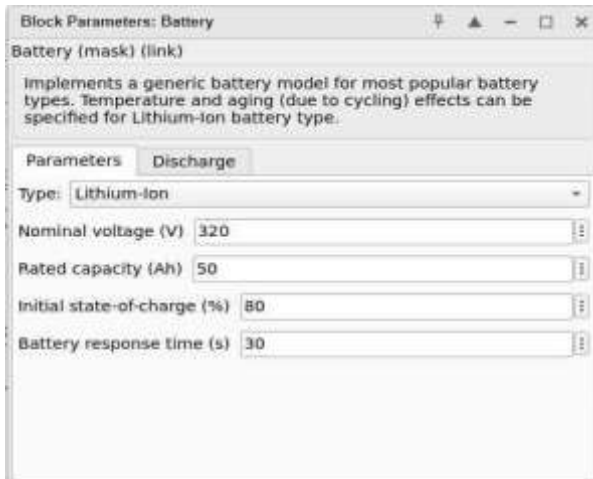 Block Parameters: Battery
Battery (mask) (link)
Implements a generic battery model for most popular battery
types. Temperature and aging (due to cycling) effects can be
specified for Lithium-Ion battery type.
Parameters Discharge
Type: Lithium-Ion
Nominal voltage (V) 320
Rated capacity (Ah) 50
Initial state-of-charge (%) 80
Battery response time (s) 30